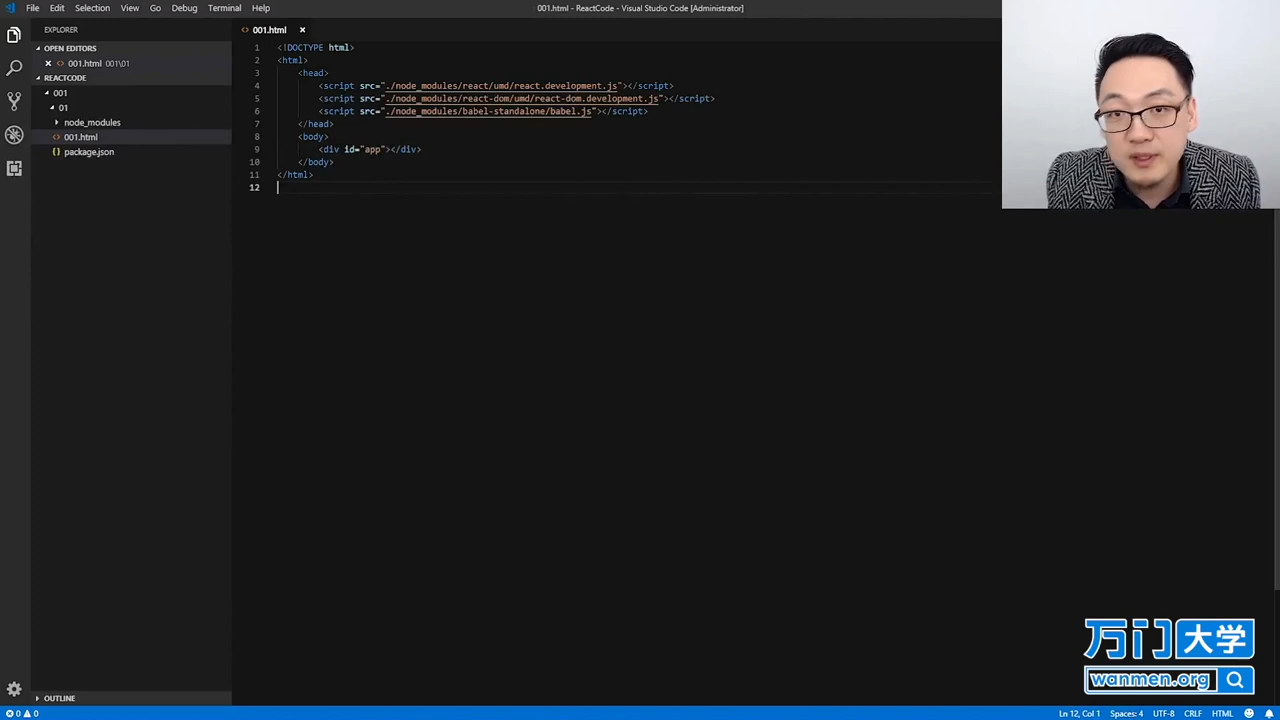 File Edit Selection View Go Debug Terminal Help
001.html - ReactCode - Visual Studio Code [Administrator]
EXPLORER
OPEN EDITORS
001.html 001\01
REACTCODE
001
01
node_modules
001.html
package.json
OUTLINE
001.html
1 <!DOCTYPE html>
2 <html>
3 <head>
4 <script src="./node_modules/react/umd/react.development.js"></script>
5 <script src="./node_modules/react-dom/umd/react-dom.development.js"></script>
6 <script src="./node_modules/babel-standalone/babel.js"></script>
7 </head>
8 <body>
9 <div id="app"></div>
10 </body>
11 </html>
12
万门大学
wanmen.org
0 0
Ln 12, Col 1 Spaces: 4 UTF-8 CRLF HTML